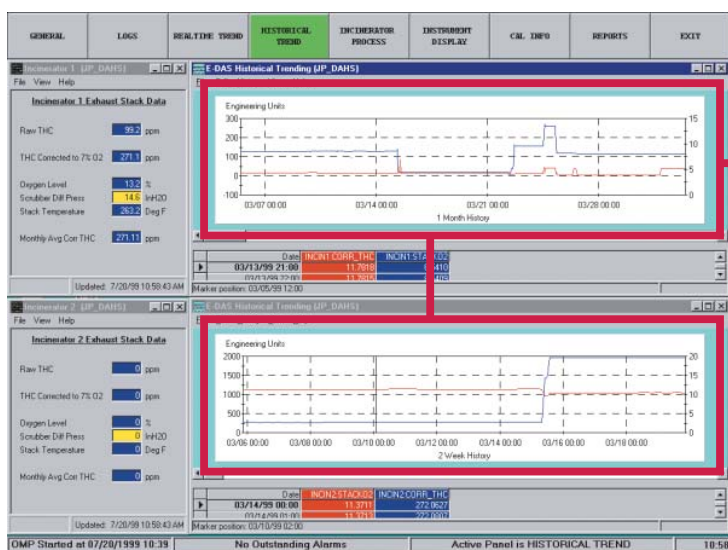 GENERAL
LOGS
REALTIME TREND
HISTORICAL TREND
INCINERATOR PROCESS
INSTRUMENT DISPLAY
CAL INFO
REPORTS
EXIT
Incinerator 1 (JP_DAHS)
File View Help
Incinerator 1 Exhaust Stack Data
Raw THC 99.2 ppm
THC Corrected to 7% O2 271.1 ppm
Oxygen Level 13.2 %
Scrubber Diff Press 14.6 InH2O
Stack Temperature 263.2 Deg F
Monthly Avg Corr THC 271.11 ppm
Updated: 7/20/99 10:58:43 AM
E-DAS Historical Trending (JP_DAHS)
Engineering Units
300
200
100
0
-100
15
10
5
0
03/07 00:00
03/14 00:00
03/21 00:00
03/28 00:00
1 Month History
Date INCIN1:CORR_THC INCIN1:STACKO2
03/13/99 21:00 11.7818
03/13/99 22:00
Marker position: 03/05/99 12:00
Incinerator 2 (JP_DAHS)
File View Help
Incinerator 2 Exhaust Stack Data
Raw THC 0 ppm
THC Corrected to 7% O2 0 ppm
Oxygen Level 0 %
Scrubber Diff Press 0 InH2O
Stack Temperature 0 Deg F
Monthly Avg Corr THC 0 ppm
Updated: 7/20/99 10:58:43 AM
E-DAS Historical Trending (JP_DAHS)
Engineering Units
2000
1500
1000
500
0
20
15
10
5
0
03/06 00:00
03/08 00:00
03/10 00:00
03/12 00:00
03/14 00:00
03/16 00:00
03/18 00:00
2 Week History
Date INCIN2:STACKO2 INCIN2:CORR_THC
03/14/99 00:00 11.3711 272.0627
03/14/99 01:00
Marker position: 03/10/99 02:00
OMP Started at 07/20/1999 10:39
No Outstanding Alarms
Active Panel is HISTORICAL TREND
10:58